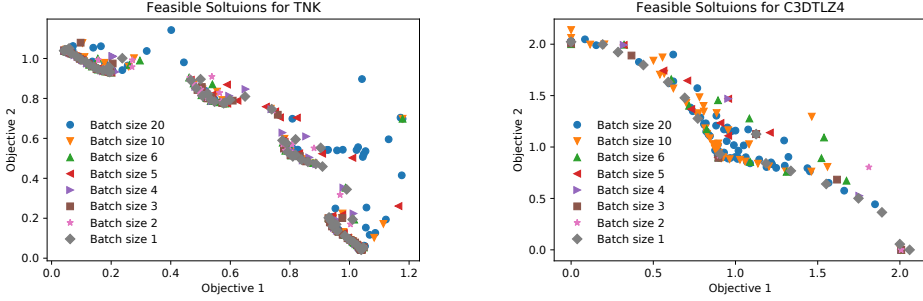 Feasible Soltuions for TNK
Objective 2
1.0
0.8
0.6
0.4
0.2
0.0
Batch size 20
Batch size 10
Batch size 6
Batch size 5
Batch size 4
Batch size 3
Batch size 2
Batch size 1
0.0 0.2 0.4 0.6 0.8 1.0 1.2
Objective 1
Feasible Soltuions for C3DTLZ4
Objective 2
2.0
1.5
1.0
0.5
0.0
Batch size 20
Batch size 10
Batch size 6
Batch size 5
Batch size 4
Batch size 3
Batch size 2
Batch size 1
0.0 0.5 1.0 1.5 2.0
Objective 1